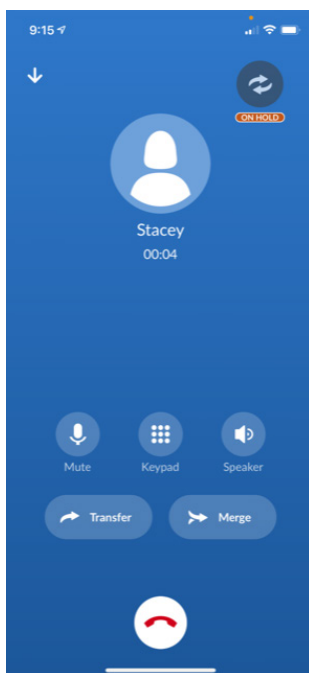 9:15
ON HOLD
Stacey
00:04
Mute Keypad Speaker
Transfer Merge